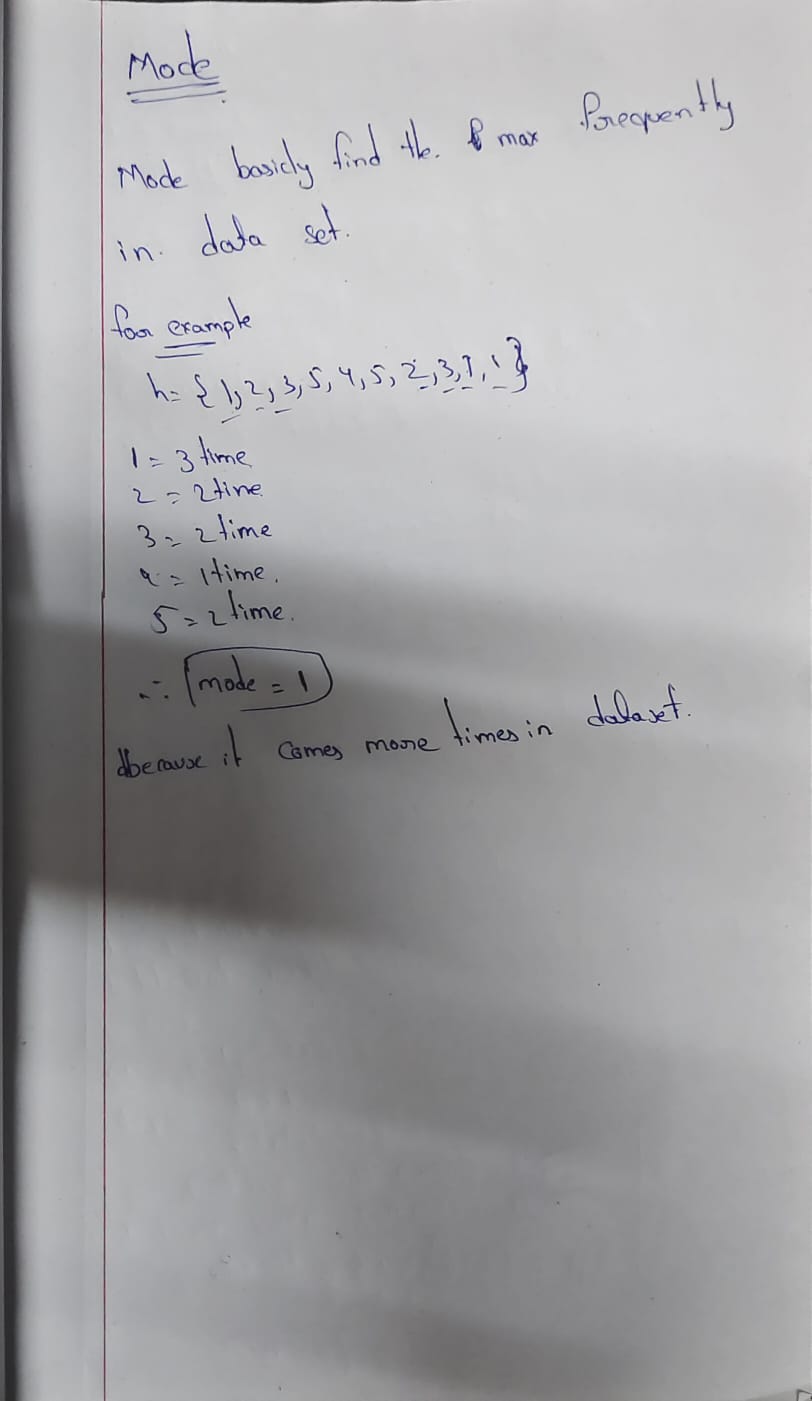 Mode
Mode basicly find the. max forequently
in. data set.
for example
h= { 1, 2, 3, 5, 4, 5, 2, 3, 1, 1 }
1 = 3 time
2 = 2 time
3 = 2 time
4 = 1 time.
5 = 2 time.
∴ mode = 1
because it comes more times in dataset.